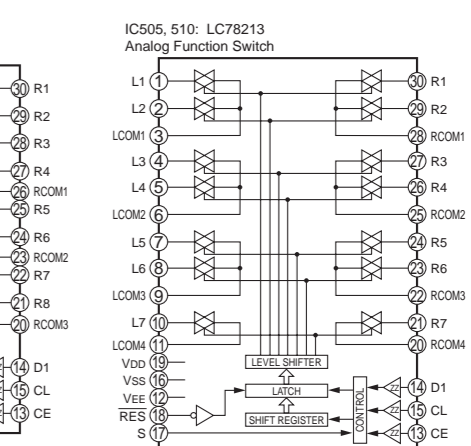 IC505, 510: LC78213
Analog Function Switch
30 R1
29 R2
28 R3
27 R4
26 RCOM1
25 R5
24 R6
23 RCOM2
22 R7
21 R8
20 RCOM3
14 D1
15 CL
13 CE
L1 1
L2 2
LCOM1 3
L3 4
L4 5
LCOM2 6
L5 7
L6 8
LCOM3 9
L7 10
LCOM4 11
VDD 19
VSS 16
VEE 12
RES 18
S 17
LEVEL SHIFTER
LATCH
SHIFT REGISTER
CONTROL
ZZ
ZZ
ZZ
30 R1
29 R2
28 RCOM1
27 R3
26 R4
25 RCOM2
24 R5
23 R6
22 RCOM3
21 R7
20 RCOM4
14 D1
15 CL
13 CE